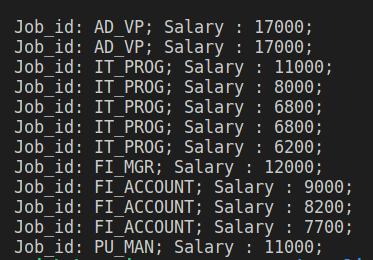 Job_id: AD_VP; Salary : 17000;
Job_id: AD_VP; Salary : 17000;
Job_id: IT_PROG; Salary : 11000;
Job_id: IT_PROG; Salary : 8000;
Job_id: IT_PROG; Salary : 6800;
Job_id: IT_PROG; Salary : 6800;
Job_id: IT_PROG; Salary : 6200;
Job_id: FI_MGR; Salary : 12000;
Job_id: FI_ACCOUNT; Salary : 9000;
Job_id: FI_ACCOUNT; Salary : 8200;
Job_id: FI_ACCOUNT; Salary : 7700;
Job_id: PU_MAN; Salary : 11000;